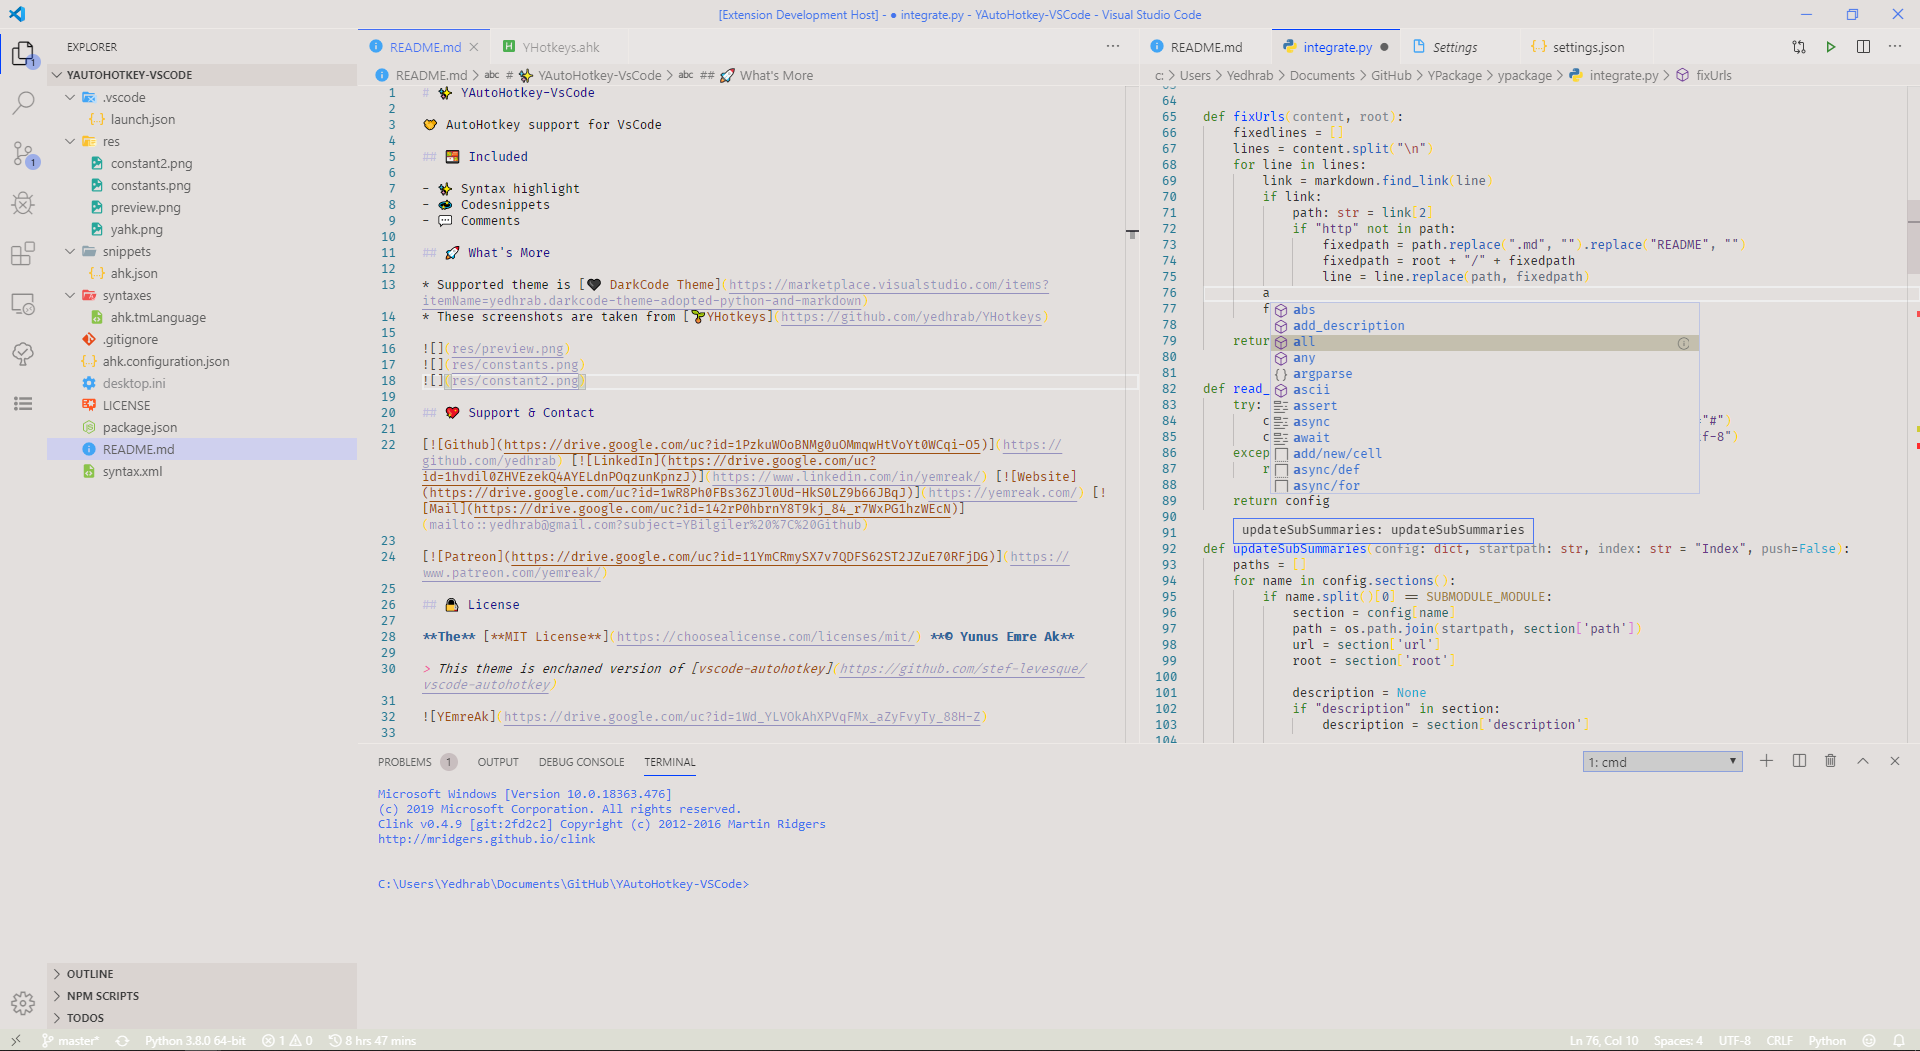 [Extension Development Host] - ● integrate.py - YAutoHotkey-VSCode - Visual Studio Code
EXPLORER
YAUTOHOTKEY-VSCODE
.vscode
launch.json
res
constant2.png
constants.png
preview.png
yahk.png
snippets
ahk.json
syntaxes
ahk.tmLanguage
.gitignore
ahk.configuration.json
desktop.ini
LICENSE
package.json
README.md
syntax.xml
OUTLINE
NPM SCRIPTS
TODOS
1
1
README.md
YHotkeys.ahk
README.md > abc # ✨ YAutoHotkey-VsCode > abc ## 🚀 What's More
1 # ✨ YAutoHotkey-VsCode
2
3 AutoHotkey support for VsCode
4
5 ## Included
6
7 - ✨ Syntax highlight
8 - Codesnippets
9 - 💬 Comments
10
11 ## 🚀 What's More
12
13 * Supported theme is [🖤 DarkCode Theme](https://marketplace.visualstudio.com/items?
itemName=yedhrab.darkcode-theme-adopted-python-and-markdown)
14 * These screenshots are taken from [YHotkeys](https://github.com/yedhrab/YHotkeys)
15
16 ![](res/preview.png)
17 ![](res/constants.png)
18 ![](res/constant2.png)
19
20 ## 💖 Support & Contact
21
22 [![Github](https://drive.google.com/uc?id=1PzkuWOoBNMg0uOMmqwHtVoYt0WCqi-O5)](https://
github.com/yedhrab) [![LinkedIn](https://drive.google.com/uc?
id=1hvdil0ZHVEzekQ4AYELdnPOqzunKpnzJ)](https://www.linkedin.com/in/yemreak/) [![Website]
(https://drive.google.com/uc?id=1wR8Ph0FBs36ZJl0Ud-HkS0LZ9b66JBqJ)](https://yemreak.com/) [!
[Mail](https://drive.google.com/uc?id=142rP0hbrnY8T9kj_84_r7WxPG1hzWEcN)]
(mailto::yedhrab@gmail.com?subject=YBilgiler%20%7C%20Github)
23
24 [![Patreon](https://drive.google.com/uc?id=11YmCRmySX7v7QDFS62ST2JZuE70RFjDG)](https://
www.patreon.com/yemreak/)
25
26 ## License
27
28 **The** [**MIT License**](https://choosealicense.com/licenses/mit/) **© Yunus Emre Ak**
29
30 > This theme is enchaned version of [vscode-autohotkey](https://github.com/stef-levesque/
vscode-autohotkey)
31
32 ![YEmreAk](https://drive.google.com/uc?id=1Wd_YLVOkAhXPVqFMx_aZyFvyTy_88H-Z)
33
README.md
integrate.py ●
Settings
settings.json
c: > Users > Yedhrab > Documents > GitHub > YPackage > ypackage > integrate.py > fixUrls
63
64
65 def fixUrls(content, root):
66 fixedlines = []
67 lines = content.split("\n")
68 for line in lines:
69 link = markdown.find_link(line)
70 if link:
71 path: str = link[2]
72 if "http" not in path:
73 fixedpath = path.replace(".md", "").replace("README", "")
74 fixedpath = root + "/" + fixedpath
75 line = line.replace(path, fixedpath)
76 a
77 f
78
79 retur
80
81
82 def read_
83 try:
84 c "#")
85 c f-8")
86 excep
87 r
88
89 return config
90
91
92 def updateSubSummaries(config: dict, startpath: str, index: str = "Index", push=False):
93 paths = []
94 for name in config.sections():
95 if name.split()[0] == SUBMODULE_MODULE:
96 section = config[name]
97 path = os.path.join(startpath, section['path'])
98 url = section['url']
99 root = section['root']
100
101 description = None
102 if "description" in section:
103 description = section['description']
104
abs
add_description
all
any
argparse
ascii
assert
async
await
add/new/cell
async/def
async/for
updateSubSummaries: updateSubSummaries
PROBLEMS 1 OUTPUT DEBUG CONSOLE TERMINAL
1: cmd
Microsoft Windows [Version 10.0.18363.476]
(c) 2019 Microsoft Corporation. All rights reserved.
Clink v0.4.9 [git:2fd2c2] Copyright (c) 2012-2016 Martin Ridgers
http://mridgers.github.io/clink
C:\Users\Yedhrab\Documents\GitHub\YAutoHotkey-VSCode>
master* Python 3.8.0 64-bit 1 0 8 hrs 47 mins
Ln 76, Col 10 Spaces: 4 UTF-8 CRLF Python